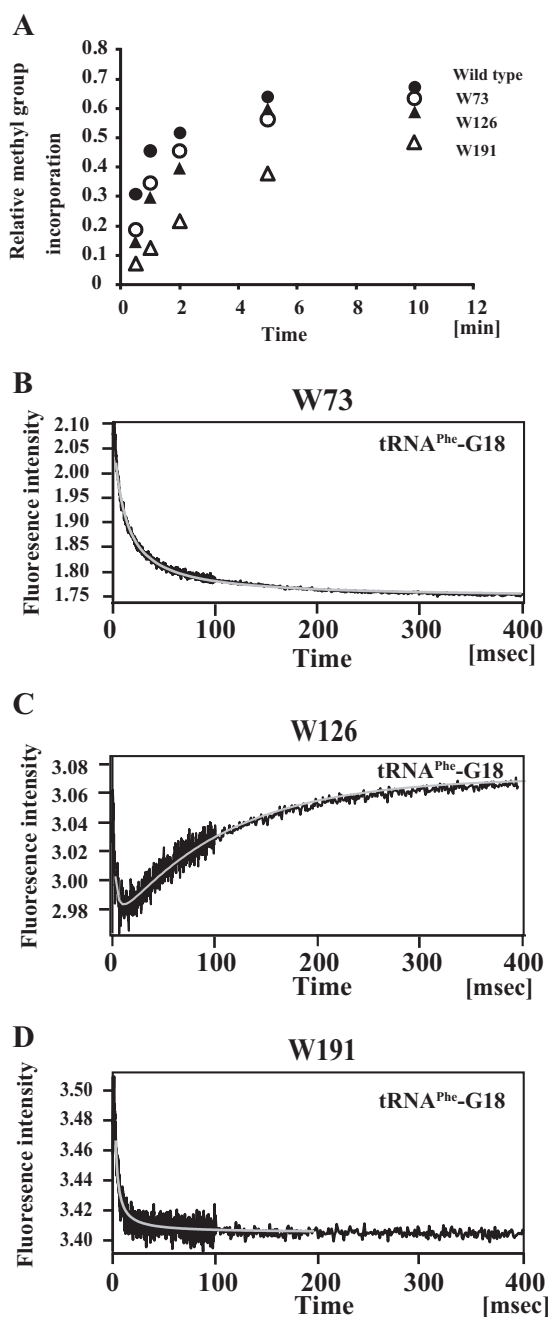 A
Relative methyl group
incorporation
0.8
0.7
0.6
0.5
0.4
0.3
0.2
0.1
0
Wild type
W73
W126
W191
0 2 4 6 8 10 12
Time [min]
B
W73
Fluoresence intensity
2.10
2.05
2.00
1.95
1.90
1.85
1.80
1.75
tRNAPhe-G18
0 100 200 300 400
Time [msec]
C
W126
Fluoresence intensity
3.08
3.06
3.04
3.02
3.00
2.98
tRNAPhe-G18
0 100 200 300 400
Time [msec]
D
W191
Fluoresence intensity
3.50
3.48
3.46
3.44
3.42
3.40
tRNAPhe-G18
0 100 200 300 400
Time [msec]